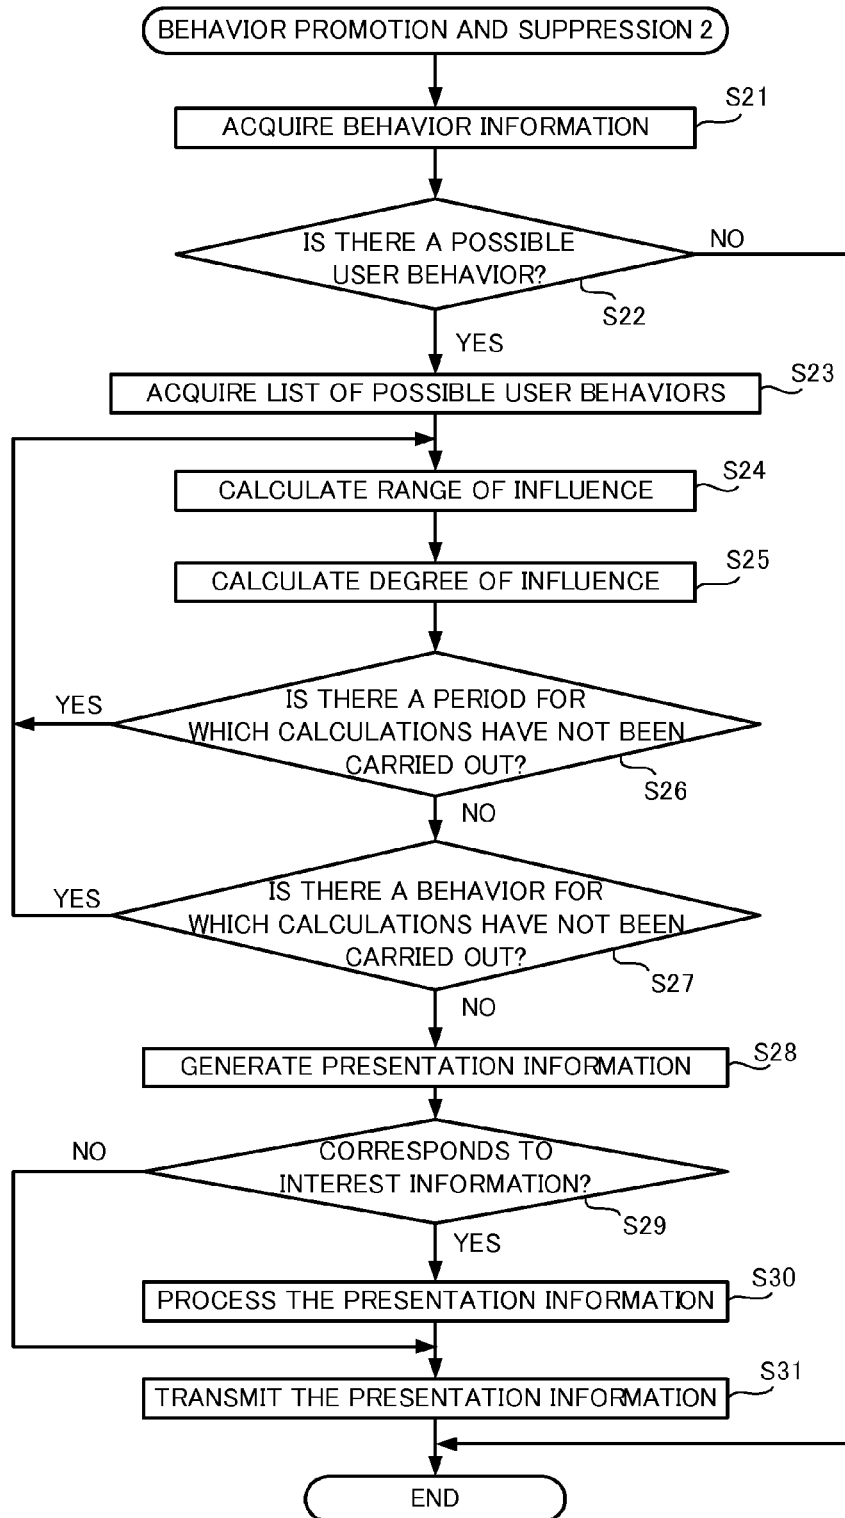 BEHAVIOR PROMOTION AND SUPPRESSION 2
S21
ACQUIRE BEHAVIOR INFORMATION
IS THERE A POSSIBLE
USER BEHAVIOR?
NO
S22
YES
S23
ACQUIRE LIST OF POSSIBLE USER BEHAVIORS
S24
CALCULATE RANGE OF INFLUENCE
S25
CALCULATE DEGREE OF INFLUENCE
YES
IS THERE A PERIOD FOR
WHICH CALCULATIONS HAVE NOT BEEN
CARRIED OUT?
S26
NO
YES
IS THERE A BEHAVIOR FOR
WHICH CALCULATIONS HAVE NOT BEEN
CARRIED OUT?
S27
NO
S28
GENERATE PRESENTATION INFORMATION
NO
CORRESPONDS TO
INTEREST INFORMATION?
S29
YES
S30
PROCESS THE PRESENTATION INFORMATION
S31
TRANSMIT THE PRESENTATION INFORMATION
END